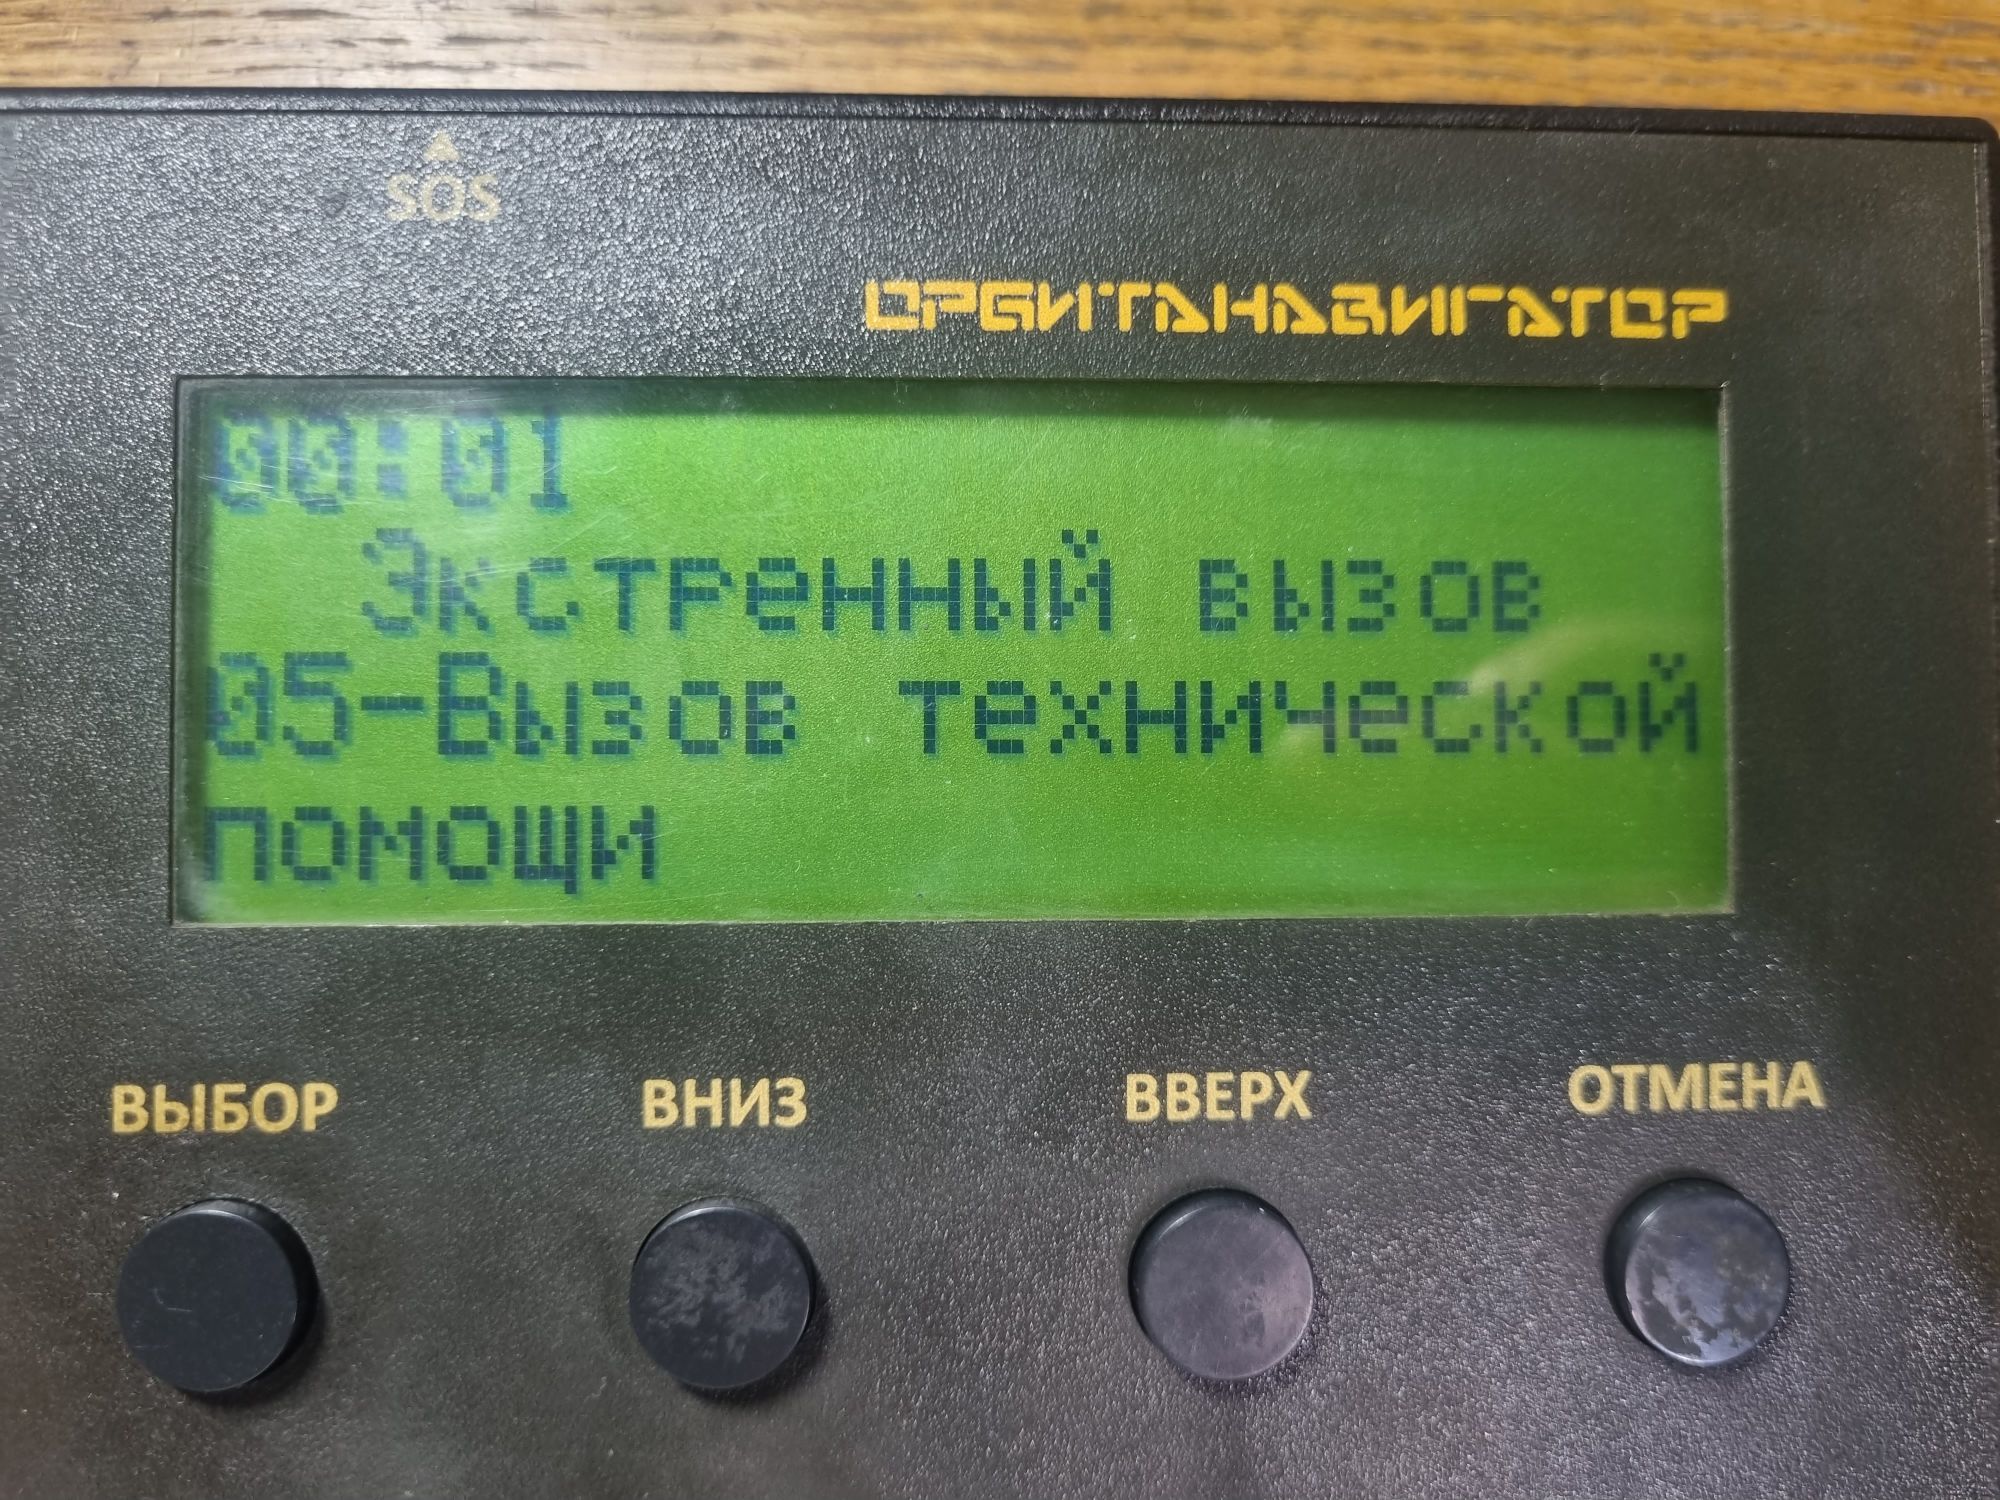 SOS
ОРБИТАНАВИГАТОР
00:01
Экстренный вызов
05-Вызов технической
помощи
ВЫБОР ВНИЗ ВВЕРХ ОТМЕНА